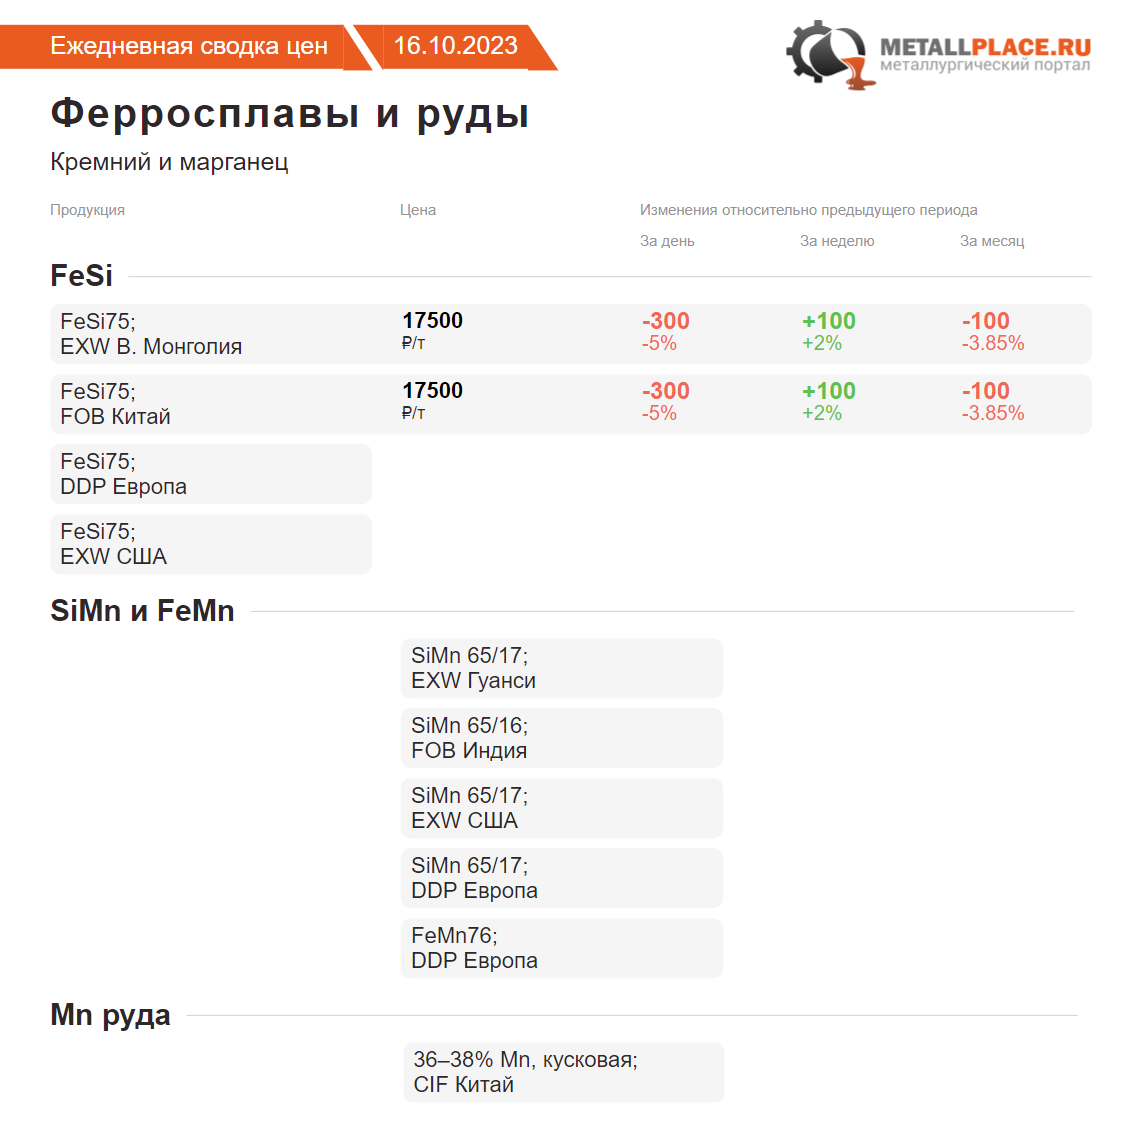 Ежедневная сводка цен
16.10.2023
METALLPLACE.RU
металлургический портал
Ферросплавы и руды
Кремний и марганец
Продукция Цена Изменения относительно предыдущего периода
За день За неделю За месяц
FeSi
FeSi75; 17500 -300 +100 -100
EXW В. Монголия ₽/т -5% +2% -3.85%
FeSi75; 17500 -300 +100 -100
FOB Китай ₽/т -5% +2% -3.85%
FeSi75;
DDP Европа
FeSi75;
EXW США
SiMn и FeMn
SiMn 65/17;
EXW Гуанси
SiMn 65/16;
FOB Индия
SiMn 65/17;
EXW США
SiMn 65/17;
DDP Европа
FeMn76;
DDP Европа
Mn руда
36–38% Mn, кусковая;
CIF Китай